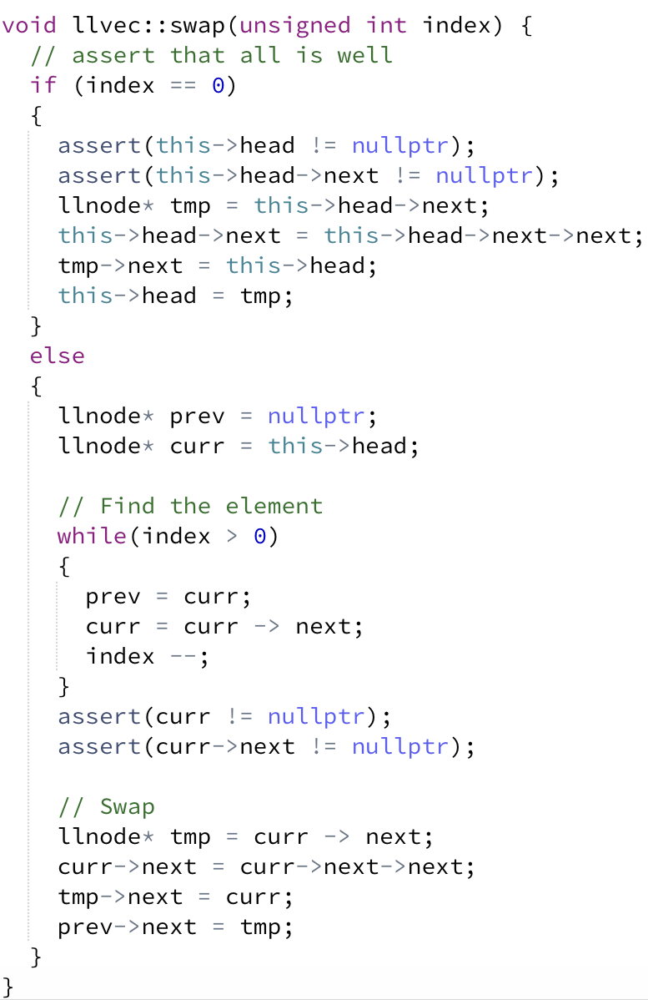 void llvec::swap(unsigned int index) {
  // assert that all is well
  if (index == 0)
  {
    assert(this->head != nullptr);
    assert(this->head->next != nullptr);
    llnode* tmp = this->head->next;
    this->head->next = this->head->next->next;
    tmp->next = this->head;
    this->head = tmp;
  }
  else
  {
    llnode* prev = nullptr;
    llnode* curr = this->head;

    // Find the element
    while(index > 0)
    {
      prev = curr;
      curr = curr -> next;
      index --;
    }
    assert(curr != nullptr);
    assert(curr->next != nullptr);

    // Swap
    llnode* tmp = curr -> next;
    curr->next = curr->next->next;
    tmp->next = curr;
    prev->next = tmp;
  }
}